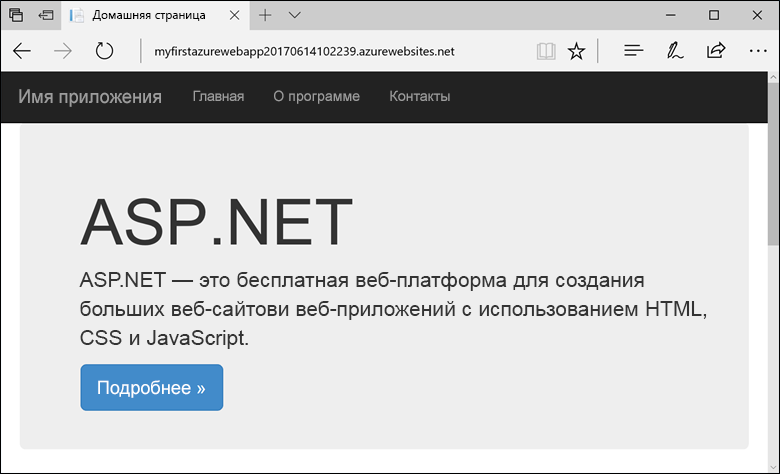 Домашняя страница
myfirstazurewebapp20170614102239.azurewebsites.net
Имя приложения Главная О программе Контакты
ASP.NET
ASP.NET — это бесплатная веб-платформа для создания
больших веб-сайтови веб-приложений с использованием HTML,
CSS и JavaScript.
Подробнее »